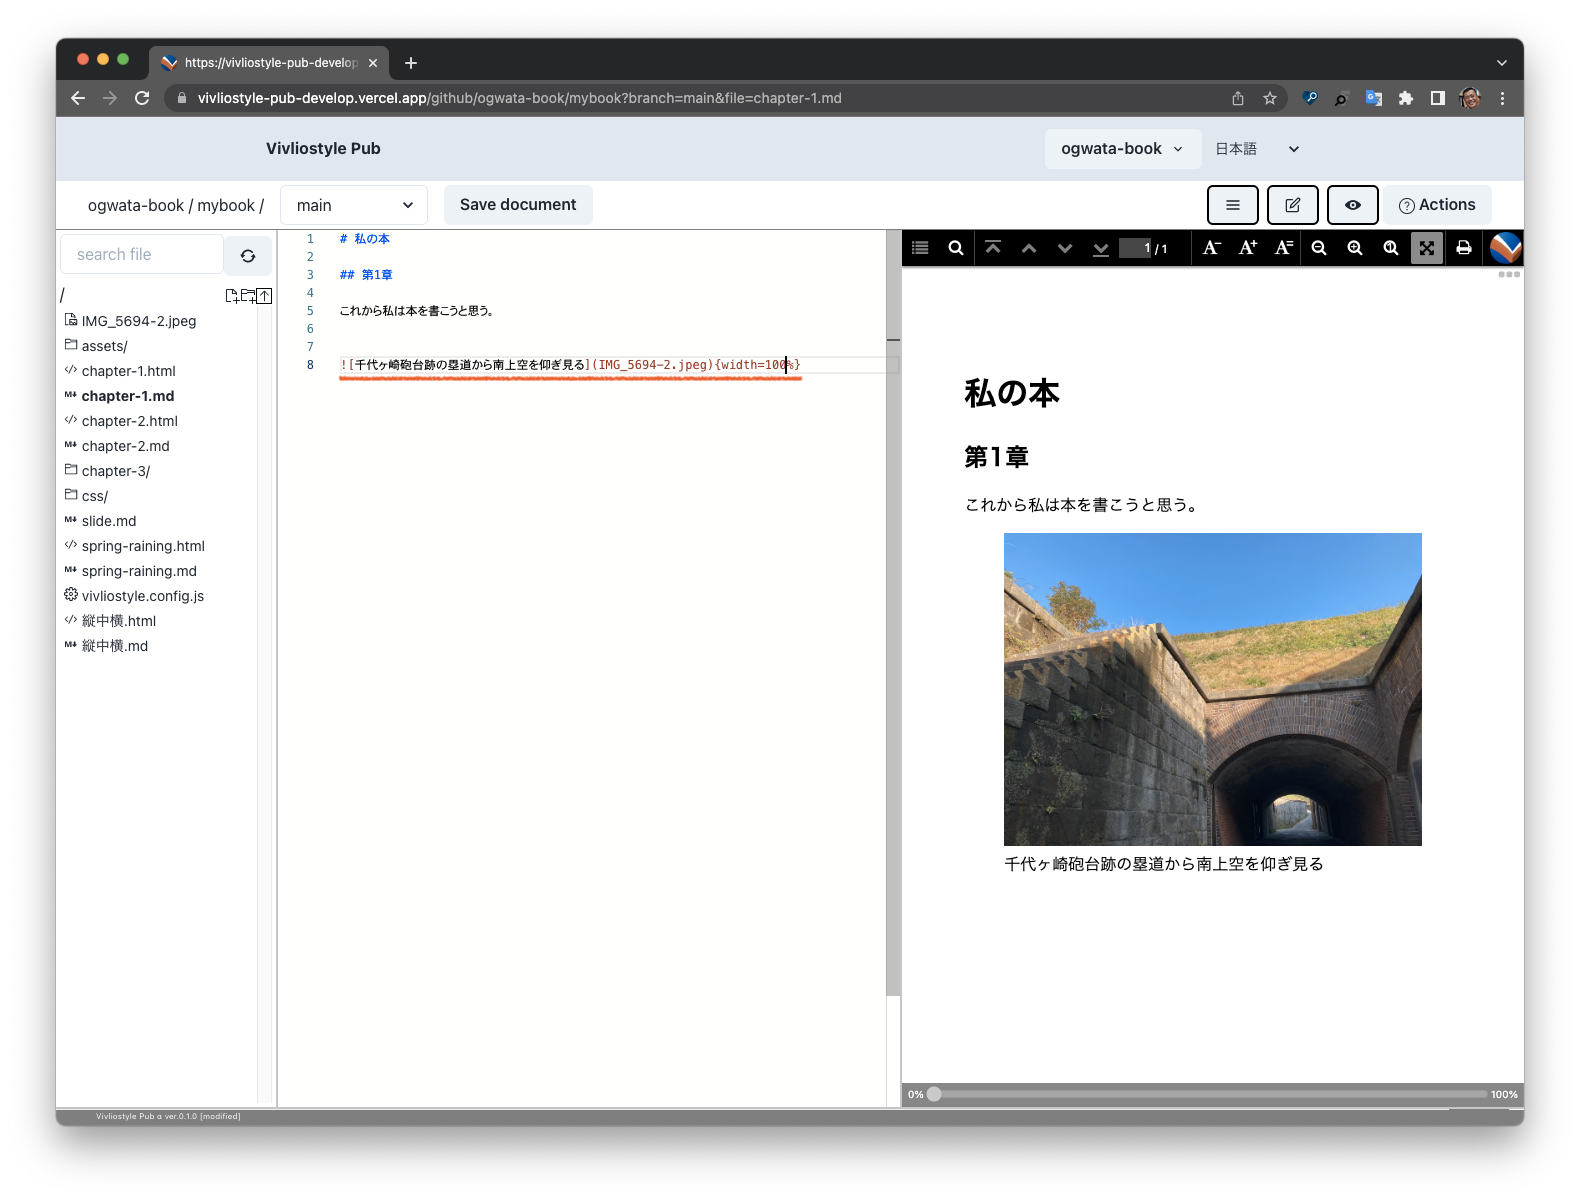 https://vivliostyle-pub-develop
vivliostyle-pub-develop.vercel.app/github/ogwata-book/mybook?branch=main&file=chapter-1.md
Vivliostyle Pub
ogwata-book
日本語
ogwata-book / mybook /
main
Save document
? Actions
search file
/
IMG_5694-2.jpeg
assets/
chapter-1.html
chapter-1.md
chapter-2.html
chapter-2.md
chapter-3/
css/
slide.md
spring-raining.html
spring-raining.md
vivliostyle.config.js
縦中横.html
縦中横.md
1 # 私の本
2
3 ## 第1章
4
5 これから私は本を書こうと思う。
6
7
8 ![千代ヶ崎砲台跡の塁道から南上空を仰ぎ見る](IMG_5694-2.jpeg){width=100%}
1 / 1
A- A+ A=
私の本
第1章
これから私は本を書こうと思う。
千代ヶ崎砲台跡の塁道から南上空を仰ぎ見る
0% 100%
Vivliostyle Pub α ver.0.1.0 [modified]